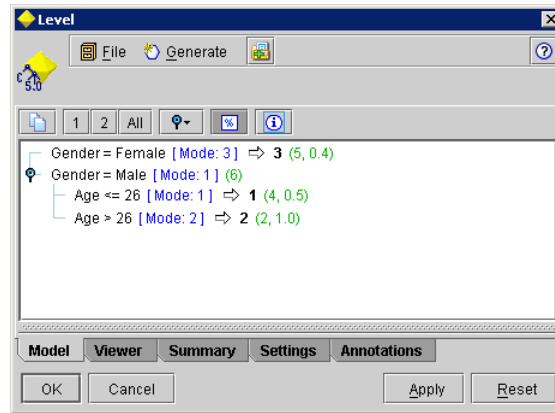 Level
File Generate
C 5.0
1 2 All %
Gender = Female [Mode: 3] ⇨ 3 (5, 0.4)
Gender = Male [Mode: 1] (6)
Age <= 26 [Mode: 1] ⇨ 1 (4, 0.5)
Age > 26 [Mode: 2] ⇨ 2 (2, 1.0)
Model Viewer Summary Settings Annotations
OK Cancel Apply Reset